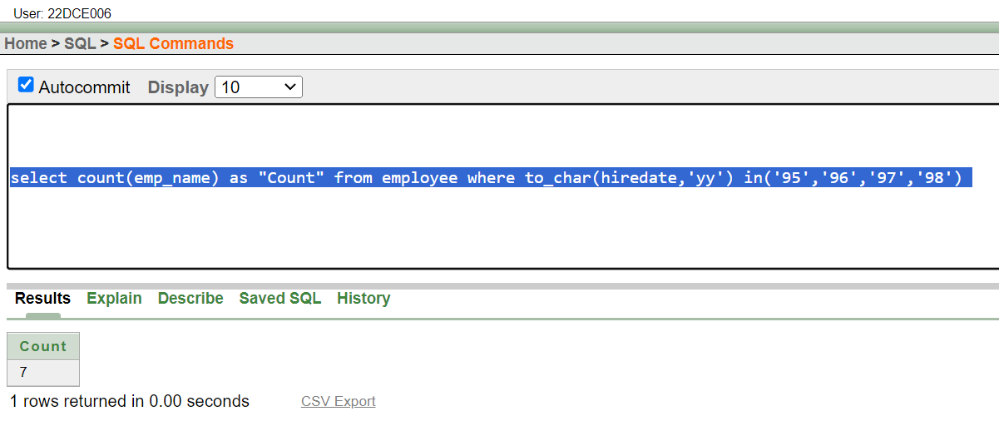 User: 22DCE006
Home > SQL > SQL Commands
Autocommit Display 10
select count(emp_name) as "Count" from employee where to_char(hiredate,'yy') in('95','96','97','98')
Results Explain Describe Saved SQL History
Count
7
1 rows returned in 0.00 seconds CSV Export